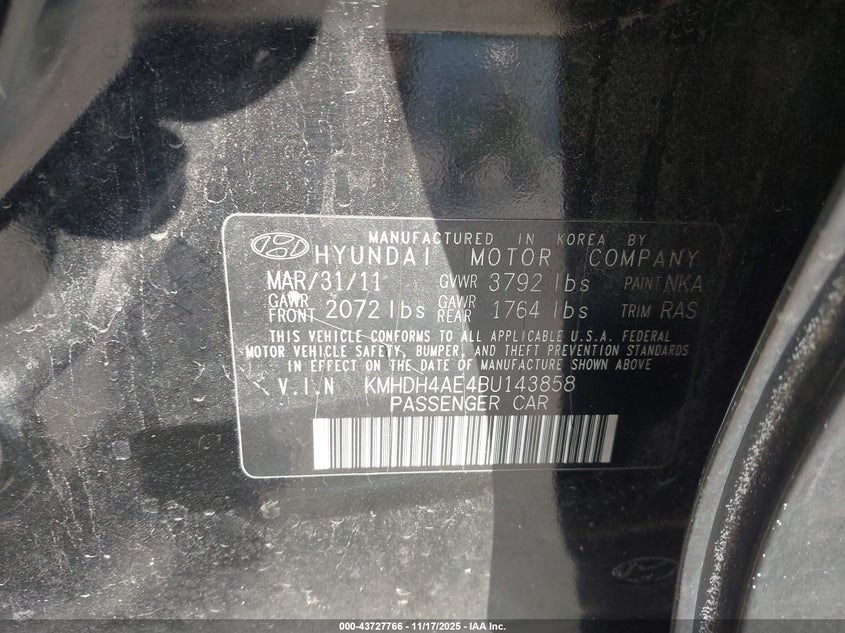 MANUFACTURED IN KOREA BY
HYUNDAI MOTOR COMPANY
MAR/31/11 GVWR 3792 lbs PAINT NKA
GAWR FRONT 2072 lbs GAWR REAR 1764 lbs TRIM RAS
THIS VEHICLE CONFORMS TO ALL APPLICABLE U.S.A. FEDERAL
MOTOR VEHICLE SAFETY, BUMPER, AND THEFT PREVENTION STANDARDS
IN EFFECT ON THE DATE OF MANUFACTURE SHOWN ABOVE
V.I.N KMHDH4AE4BU143858
PASSENGER CAR
000-43727766 - 11/17/2025 - IAA Inc.